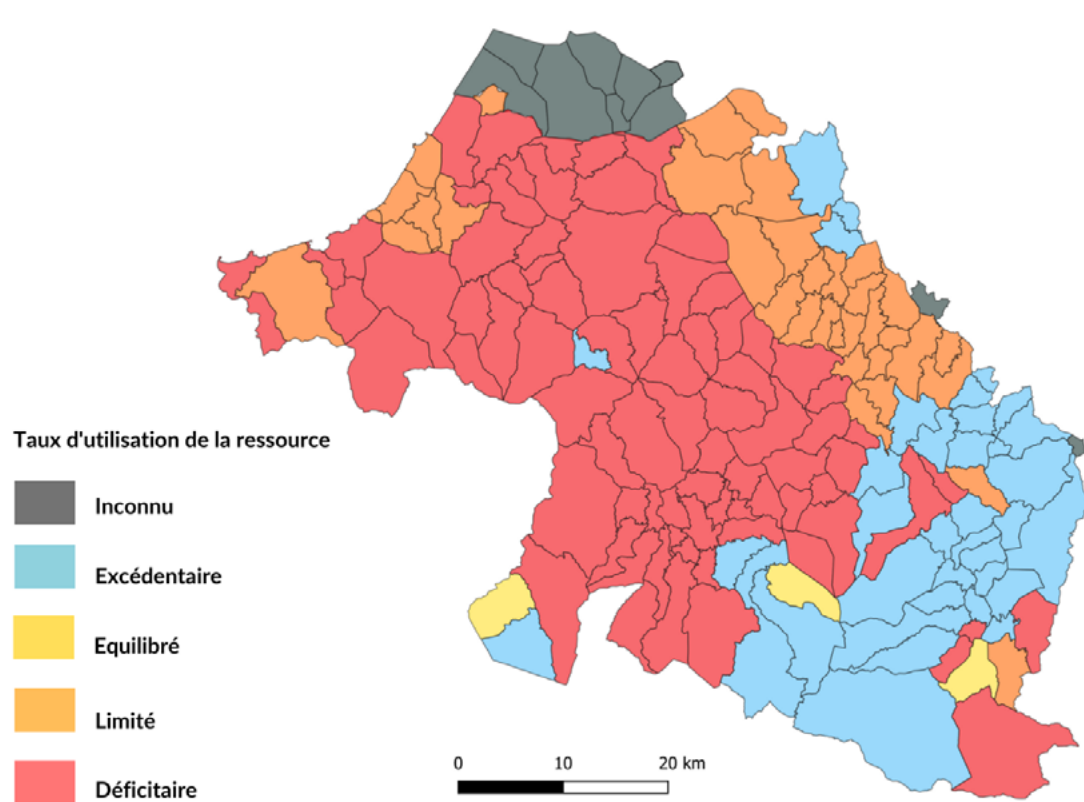 Taux d'utilisation de la ressource
Inconnu
Excédentaire
Equilibré
Limité
Déficitaire
0 10 20 km